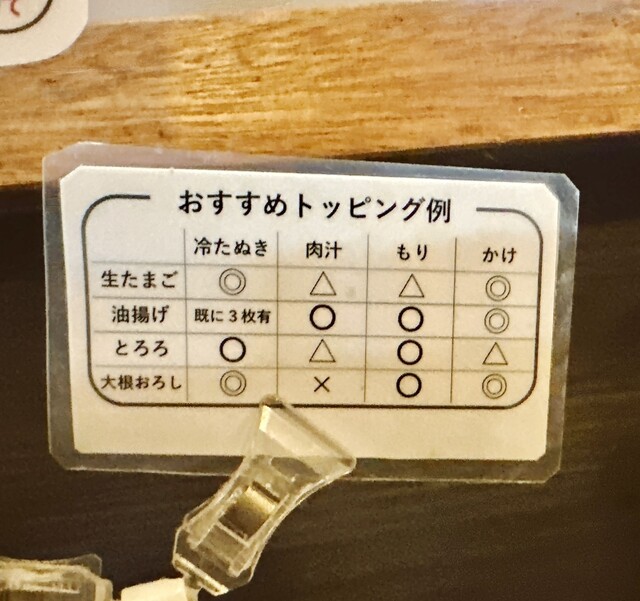 おすすめトッピング例
冷たぬき 肉汁 もり かけ
生たまご ◎ △ △ ◎
油揚げ 既に3枚有 〇 〇 ◎
とろろ 〇 △ 〇 △
大根おろし ◎ × 〇 ◎